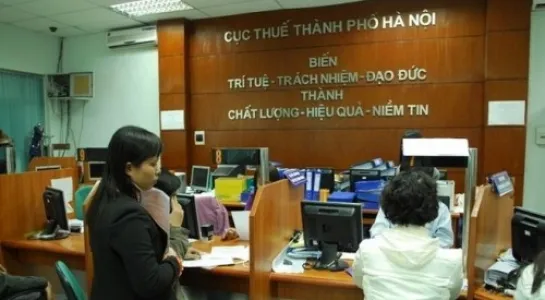 CỤC THUẾ THÀNH PHỐ HÀ NỘI
BIẾN
TRÍ TUỆ - TRÁCH NHIỆM - ĐẠO ĐỨC
THÀNH
CHẤT LƯỢNG - HIỆU QUẢ - NIỀM TIN
8